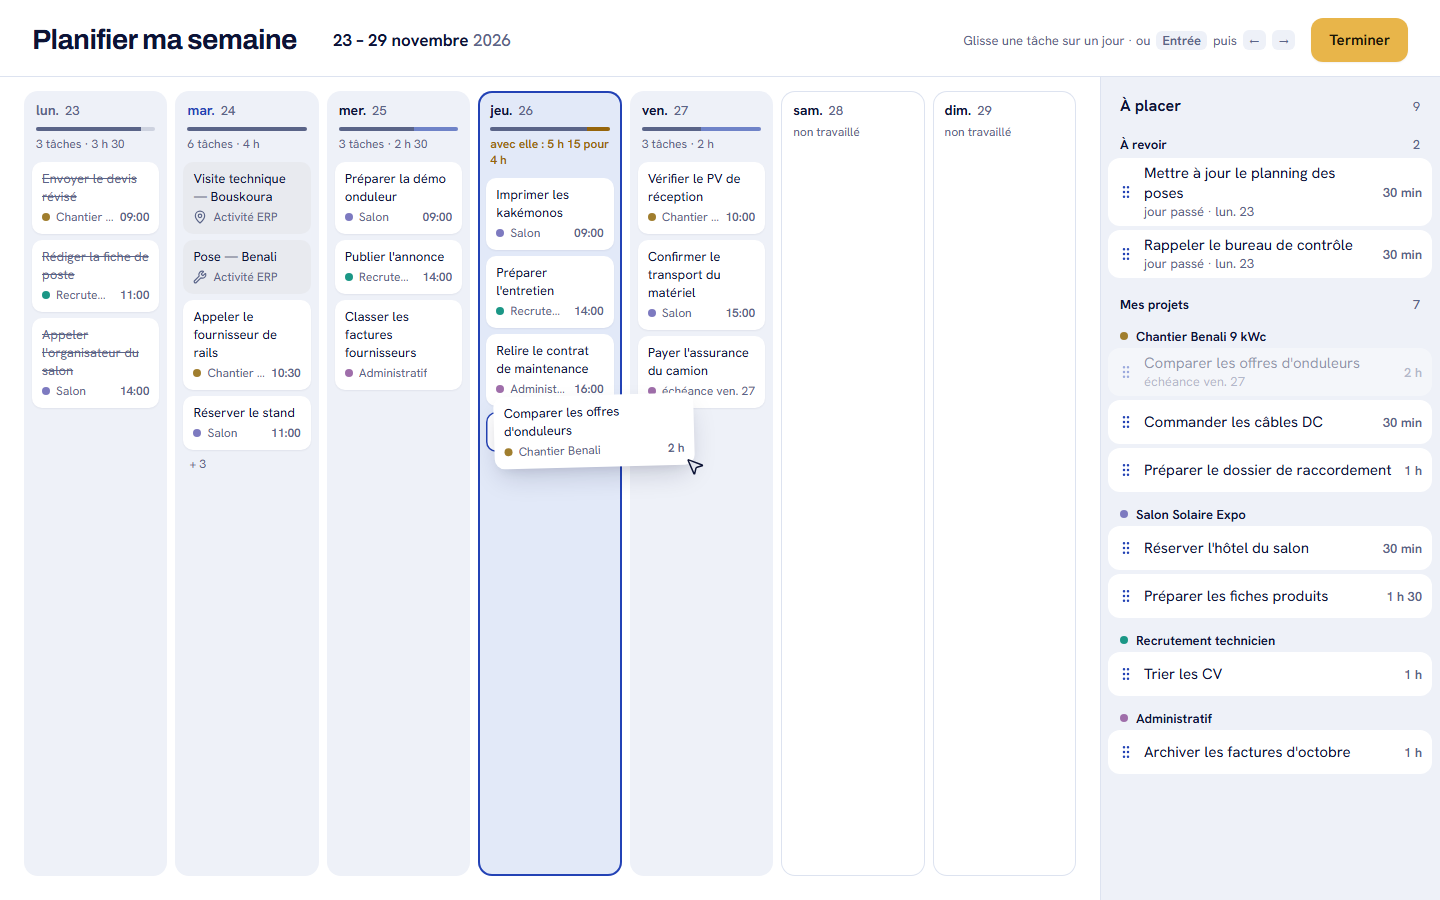 Planifier ma semaine
23 – 29 novembre 2026
Glisse une tâche sur un jour · ou Entrée puis ← →
Terminer
lun. 23
3 tâches · 3 h 30
Envoyer le devis
révisé
Chantier ... 09:00
Rédiger la fiche de
poste
Recrute... 11:00
Appeler
l'organisateur du
salon
Salon 14:00
mar. 24
6 tâches · 4 h
Visite technique
— Bouskoura
Activité ERP
Pose — Benali
Activité ERP
Appeler le
fournisseur de
rails
Chantier ... 10:30
Réserver le stand
Salon 11:00
+ 3
mer. 25
3 tâches · 2 h 30
Préparer la démo
onduleur
Salon 09:00
Publier l'annonce
Recrute... 14:00
Classer les
factures
fournisseurs
Administratif
jeu. 26
avec elle : 5 h 15 pour
4 h
Imprimer les
kakémonos
Salon 09:00
Préparer
l'entretien
Recrute... 14:00
Relire le contrat
de maintenance
Administ... 16:00
Comparer les offres
d'onduleurs
Chantier Benali 2 h
ven. 27
3 tâches · 2 h
Vérifier le PV de
réception
Chantier ... 10:00
Confirmer le
transport du
matériel
Salon 15:00
Payer l'assurance
du camion
échéance ven. 27
sam. 28
non travaillé
dim. 29
non travaillé
À placer 9
À revoir 2
Mettre à jour le planning des
poses
jour passé · lun. 23
30 min
Rappeler le bureau de contrôle
jour passé · lun. 23
30 min
Mes projets 7
Chantier Benali 9 kWc
Comparer les offres d'onduleurs
échéance ven. 27
2 h
Commander les câbles DC 30 min
Préparer le dossier de raccordement 1 h
Salon Solaire Expo
Réserver l'hôtel du salon 30 min
Préparer les fiches produits 1 h 30
Recrutement technicien
Trier les CV 1 h
Administratif
Archiver les factures d'octobre 1 h